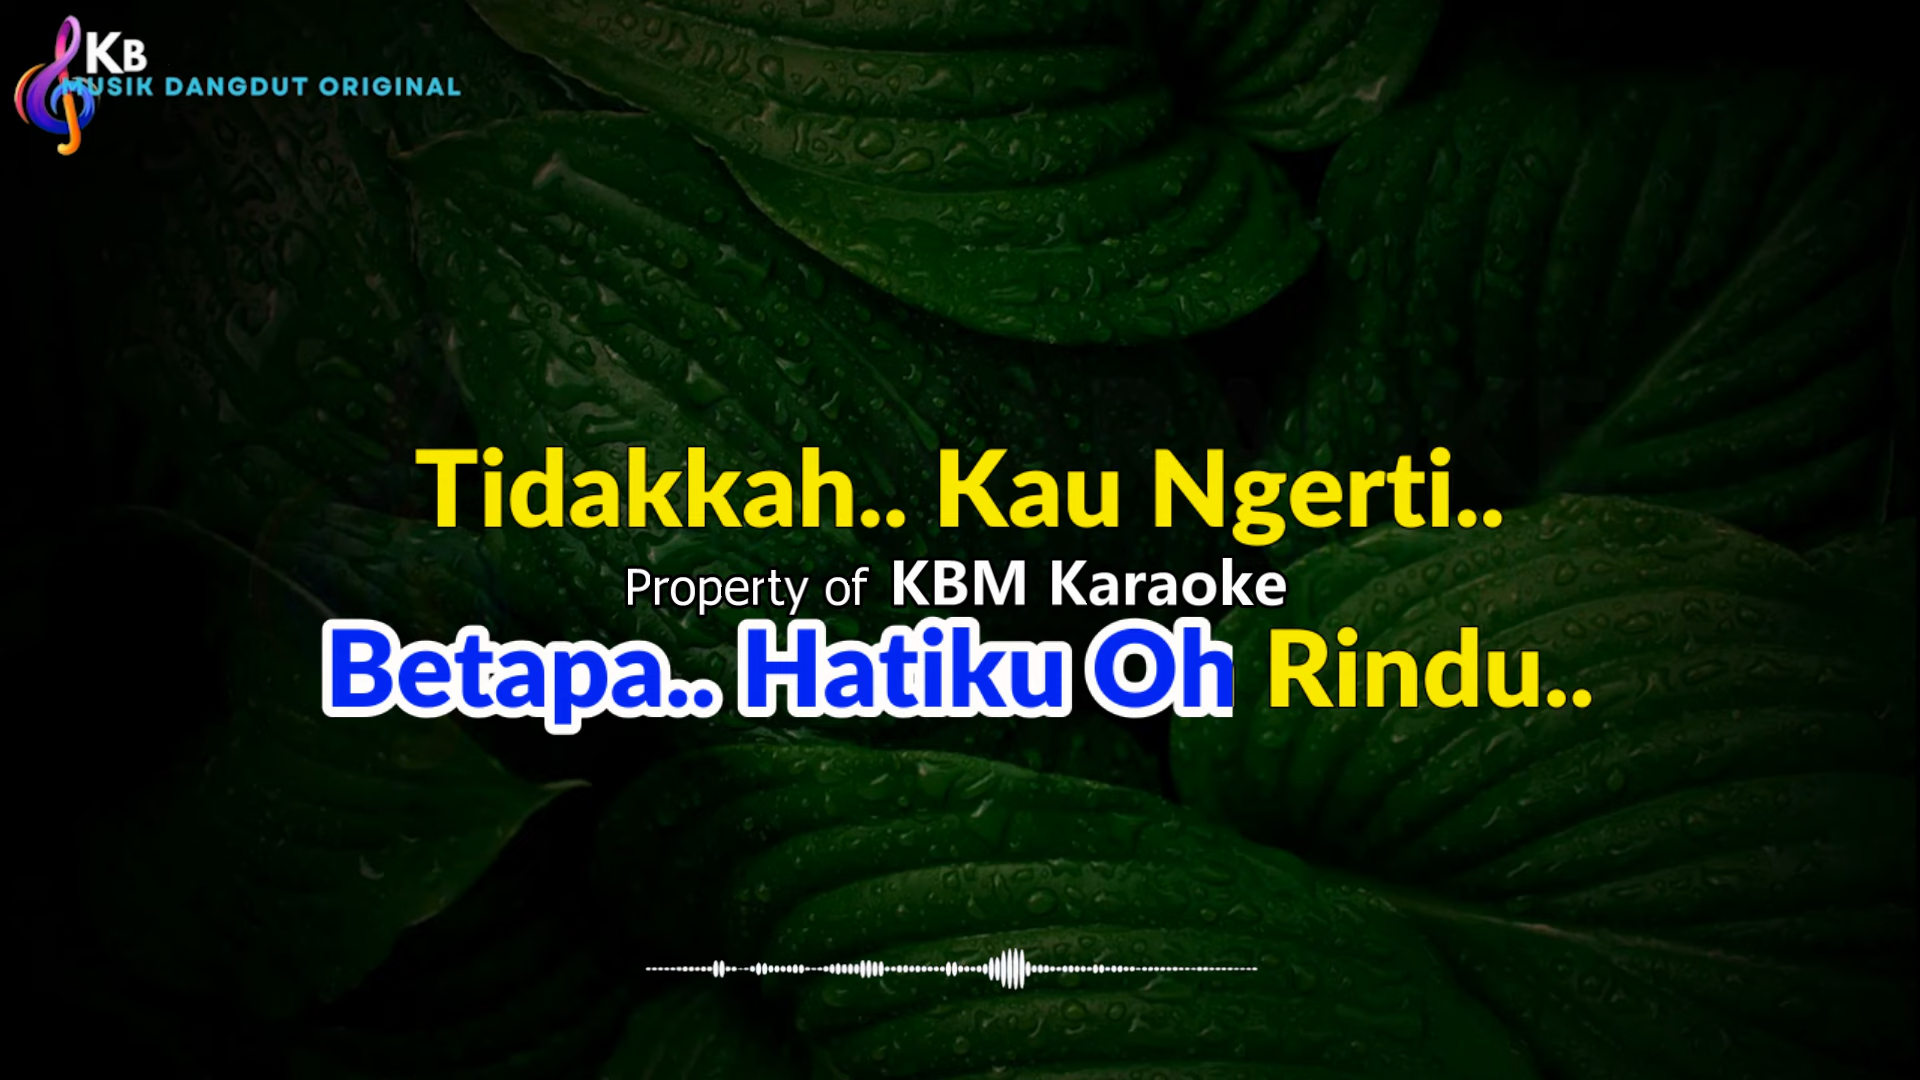 KB
MUSIK DANGDUT ORIGINAL
Tidakkah.. Kau Ngerti..
Property of KBM Karaoke
Betapa.. Hatiku Oh Rindu..